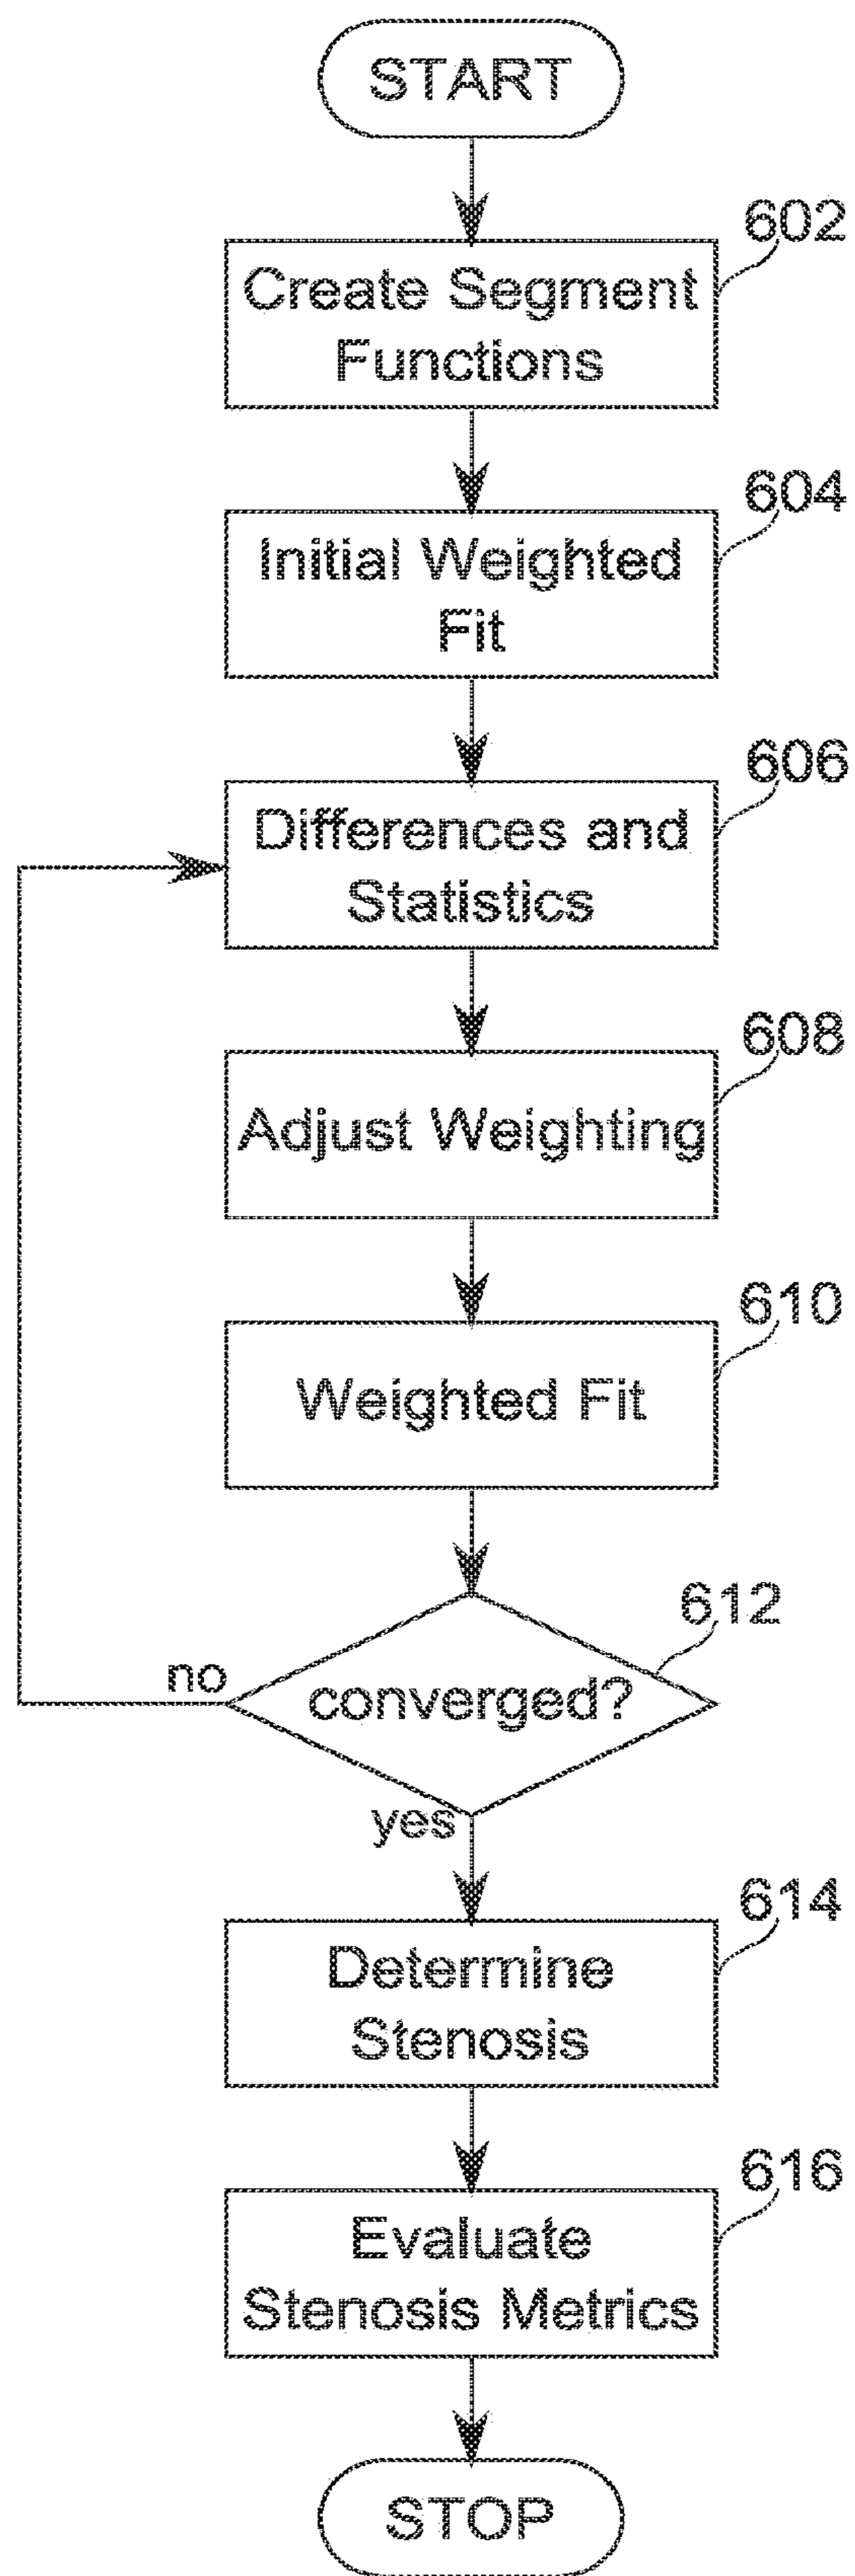 START
602
Create Segment
Functions
604
Initial Weighted
Fit
606
Differences and
Statistics
608
Adjust Weighting
610
Weighted Fit
612
no
converged?
yes
614
Determine
Stenosis
616
Evaluate
Stenosis Metrics
STOP